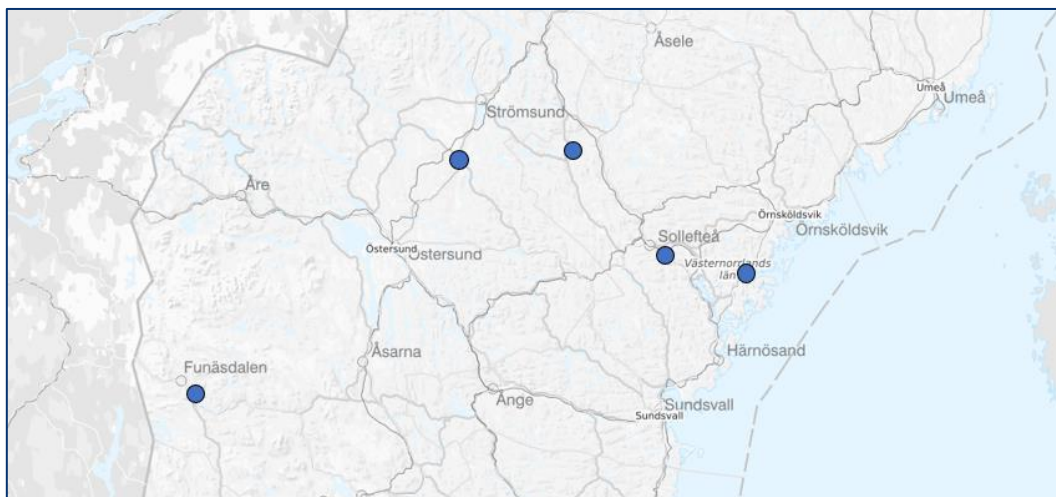 Åsele
Umeå
Umeå
Strömsund
Åre
Örnsköldsvik
Örnsköldsvik
Sollefteå
Östersund
Östersund
Västernorrlands
län
Härnösand
Åsarna
Funäsdalen
Ånge
Sundsvall
Sundsvall